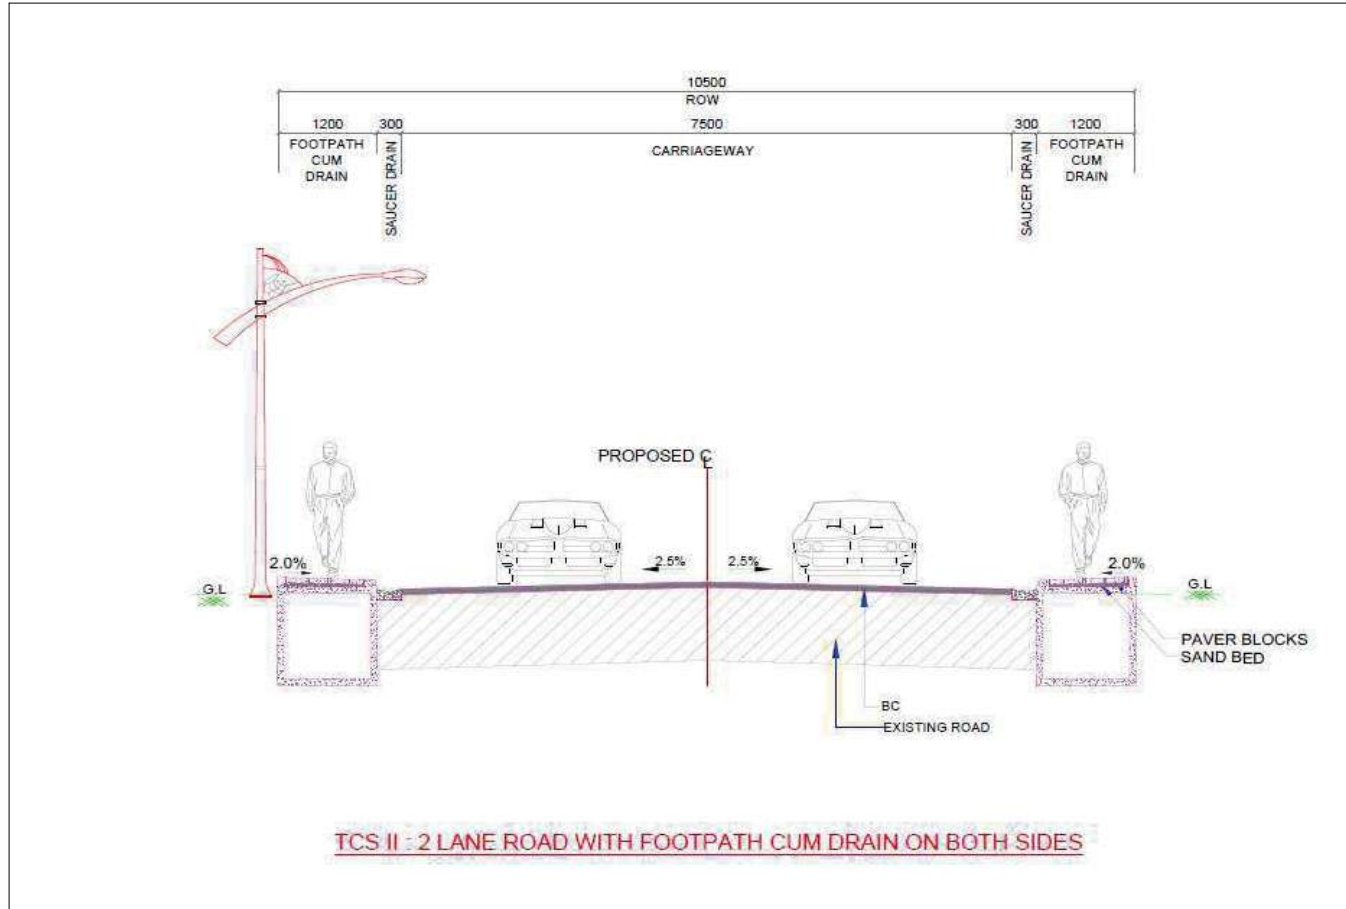 10500
ROW
1200 300 7500 300 1200
FOOTPATH
CUM
DRAIN
SAUCER DRAIN
CARRIAGEWAY
SAUCER DRAIN
FOOTPATH
CUM
DRAIN
PROPOSED CL
2.0% 2.5% 2.5% 2.0%
G.L G.L
PAVER BLOCKS
SAND BED
BC
EXISTING ROAD
TCS II : 2 LANE ROAD WITH FOOTPATH CUM DRAIN ON BOTH SIDES